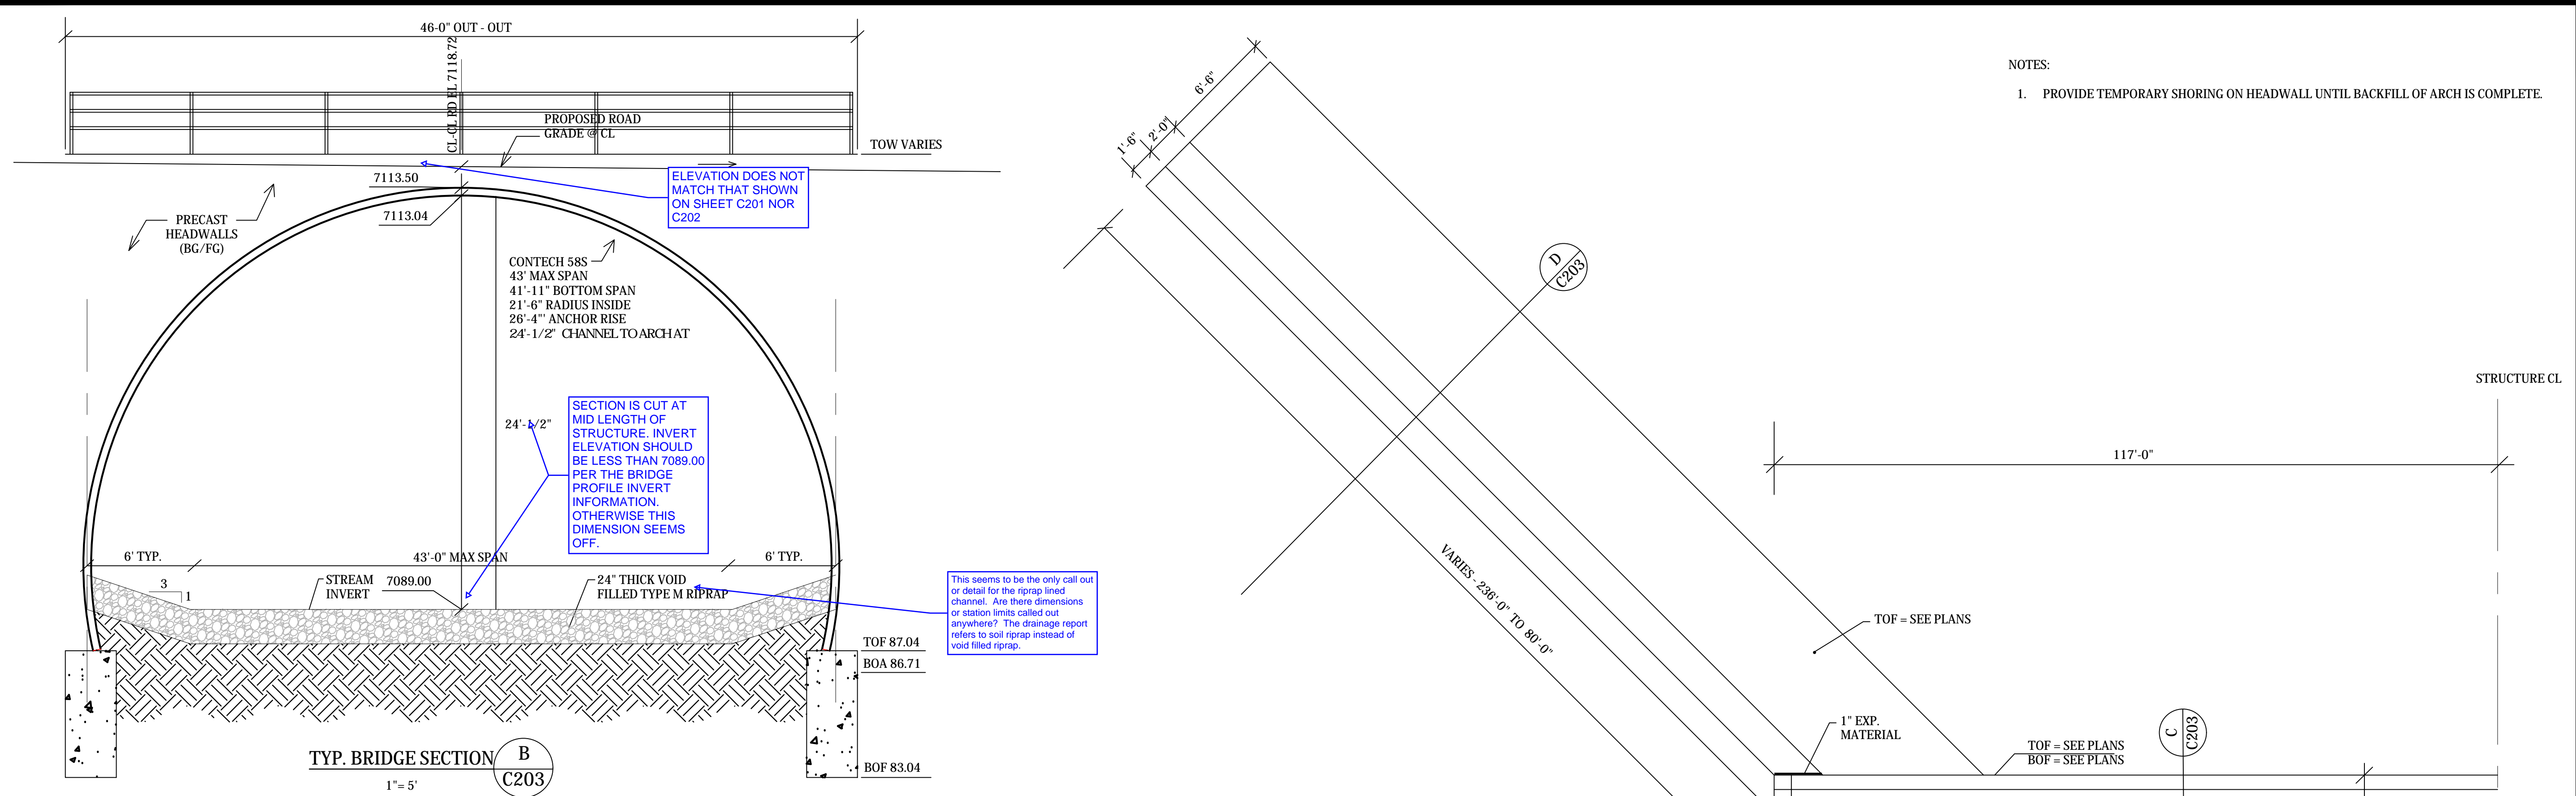 46-0" OUT - OUT
CL-CL RD EL 7118.72
PROPOSED ROAD
GRADE @ CL
TOW VARIES
7113.50
7113.04
PRECAST
HEADWALLS
(BG/FG)
ELEVATION DOES NOT
MATCH THAT SHOWN
ON SHEET C201 NOR
C202
CONTECH 58S
43' MAX SPAN
41'-11" BOTTOM SPAN
21'-6" RADIUS INSIDE
26'-4"' ANCHOR RISE
24'-1/2" CHANNEL TO ARCH AT
24'-1/2"
SECTION IS CUT AT
MID LENGTH OF
STRUCTURE. INVERT
ELEVATION SHOULD
BE LESS THAN 7089.00
PER THE BRIDGE
PROFILE INVERT
INFORMATION.
OTHERWISE THIS
DIMENSION SEEMS
OFF.
6' TYP.
43'-0" MAX SPAN
6' TYP.
3
1
STREAM
INVERT
7089.00
24" THICK VOID
FILLED TYPE M RIPRAP
This seems to be the only call out
or detail for the riprap lined
channel. Are there dimensions
or station limits called out
anywhere? The drainage report
refers to soil riprap instead of
void filled riprap.
TOF 87.04
BOA 86.71
BOF 83.04
TYP. BRIDGE SECTION
B
C203
1"= 5'
6'-6"
2'-0"
1'-6"
D
C203
VARIES - 236'-0" TO 80'-0"
NOTES:
1. PROVIDE TEMPORARY SHORING ON HEADWALL UNTIL BACKFILL OF ARCH IS COMPLETE.
STRUCTURE CL
117'-0"
TOF = SEE PLANS
1" EXP.
MATERIAL
C
C203
TOF = SEE PLANS
BOF = SEE PLANS